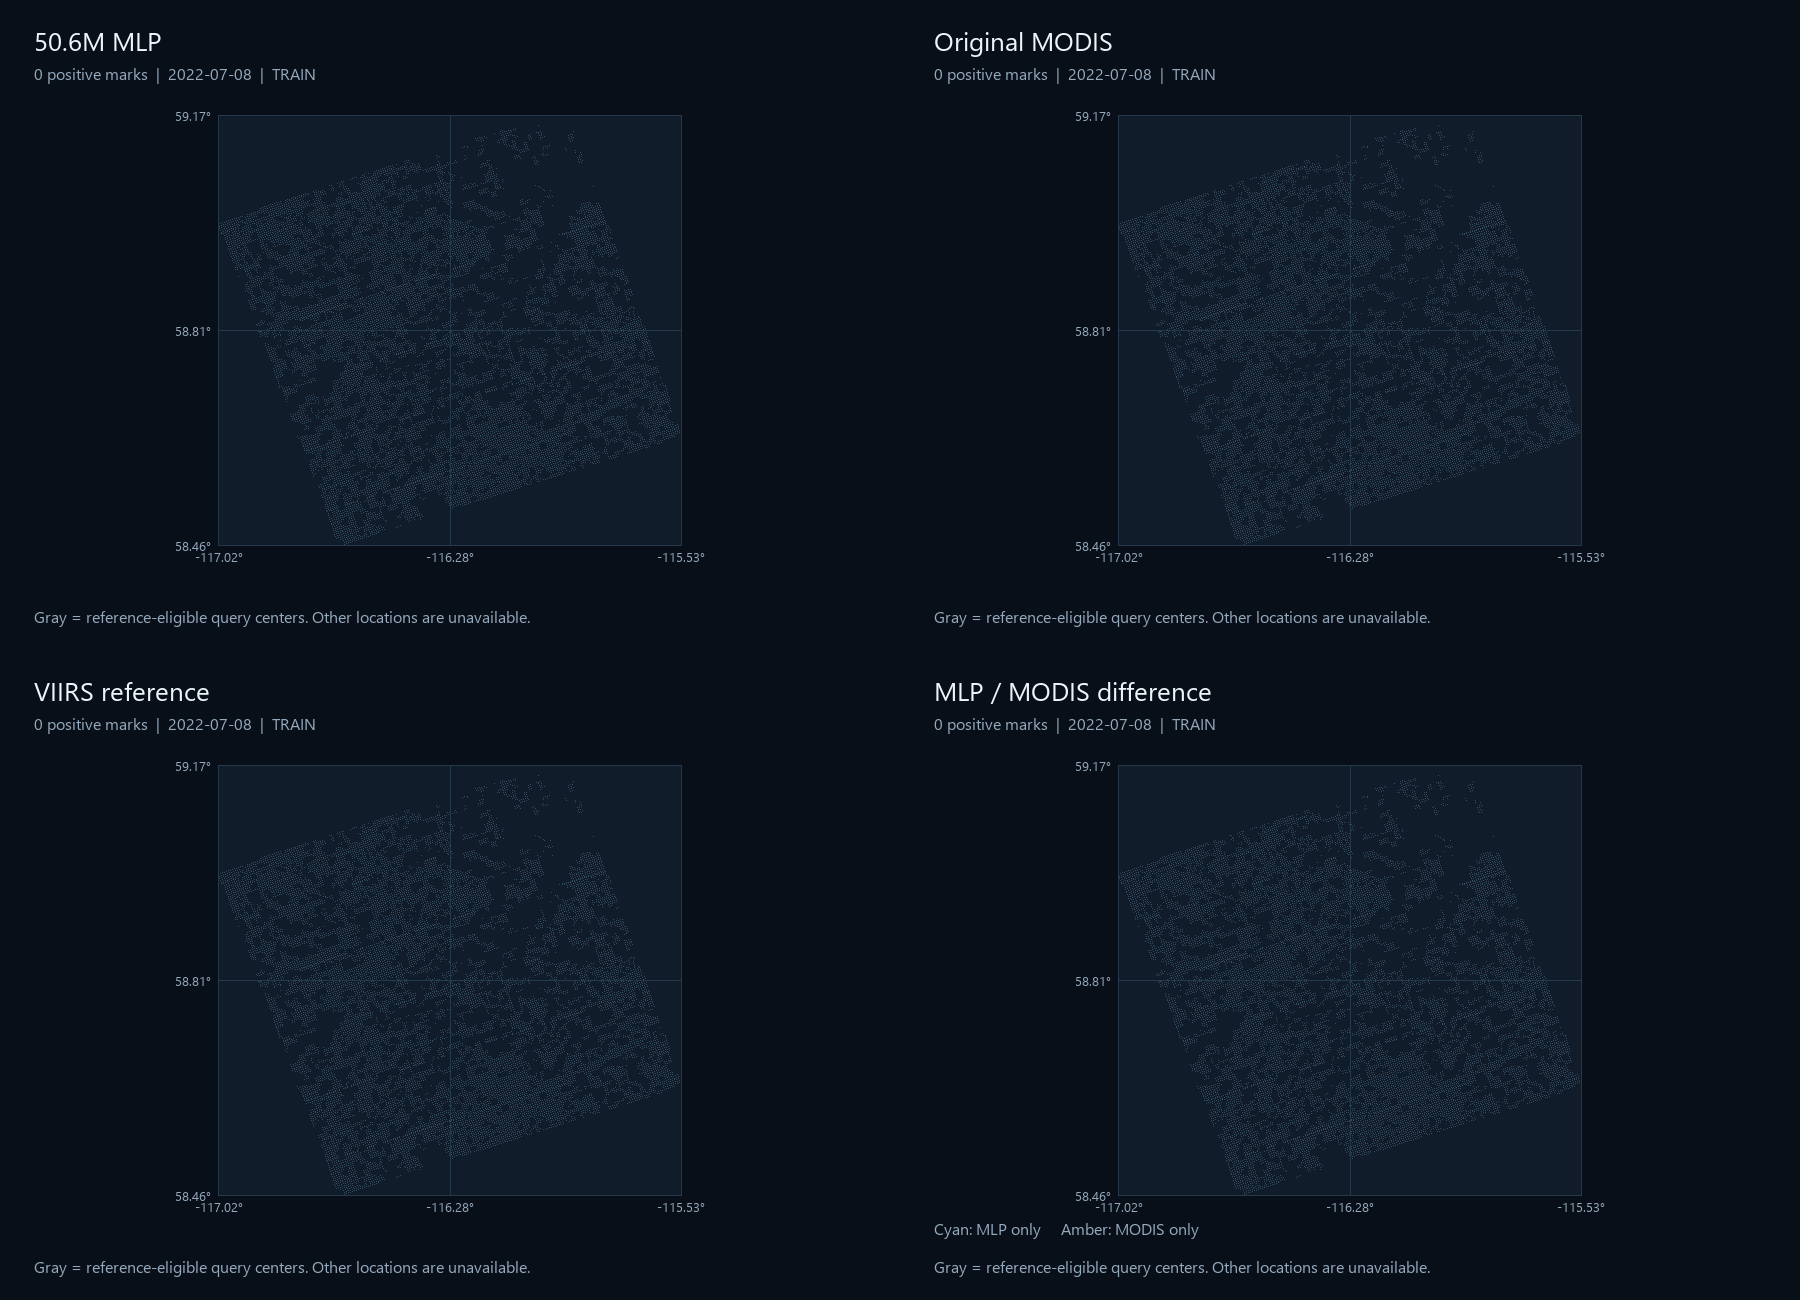 50.6M MLP
0 positive marks | 2022-07-08 | TRAIN
59.17°
58.81°
58.46°
-117.02°
-116.28°
-115.53°
Gray = reference-eligible query centers. Other locations are unavailable.
Original MODIS
0 positive marks | 2022-07-08 | TRAIN
59.17°
58.81°
58.46°
-117.02°
-116.28°
-115.53°
Gray = reference-eligible query centers. Other locations are unavailable.
VIIRS reference
0 positive marks | 2022-07-08 | TRAIN
59.17°
58.81°
58.46°
-117.02°
-116.28°
-115.53°
Gray = reference-eligible query centers. Other locations are unavailable.
MLP / MODIS difference
0 positive marks | 2022-07-08 | TRAIN
59.17°
58.81°
58.46°
-117.02°
-116.28°
-115.53°
Cyan: MLP only Amber: MODIS only
Gray = reference-eligible query centers. Other locations are unavailable.